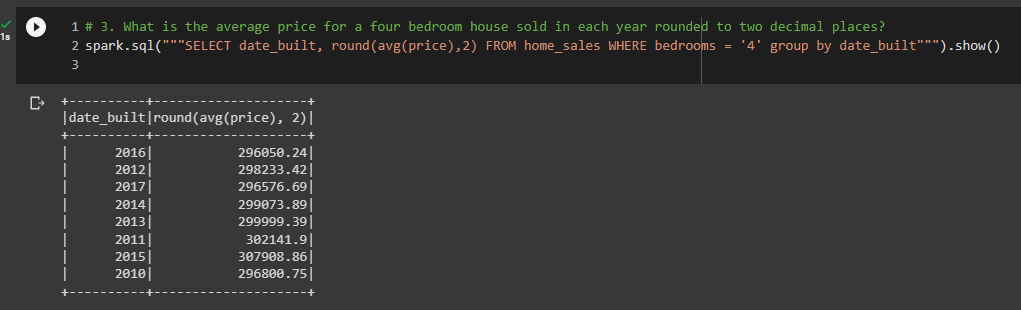 1 # 3. What is the average price for a four bedroom house sold in each year rounded to two decimal places?
1s
2 spark.sql("""SELECT date_built, round(avg(price),2) FROM home_sales WHERE bedrooms = '4' group by date_built""").show()
3
+----------+--------------------+
|date_built|round(avg(price), 2)|
+----------+--------------------+
|      2016|           296050.24|
|      2012|           298233.42|
|      2017|           296576.69|
|      2014|           299073.89|
|      2013|           299999.39|
|      2011|            302141.9|
|      2015|           307908.86|
|      2010|           296800.75|
+----------+--------------------+